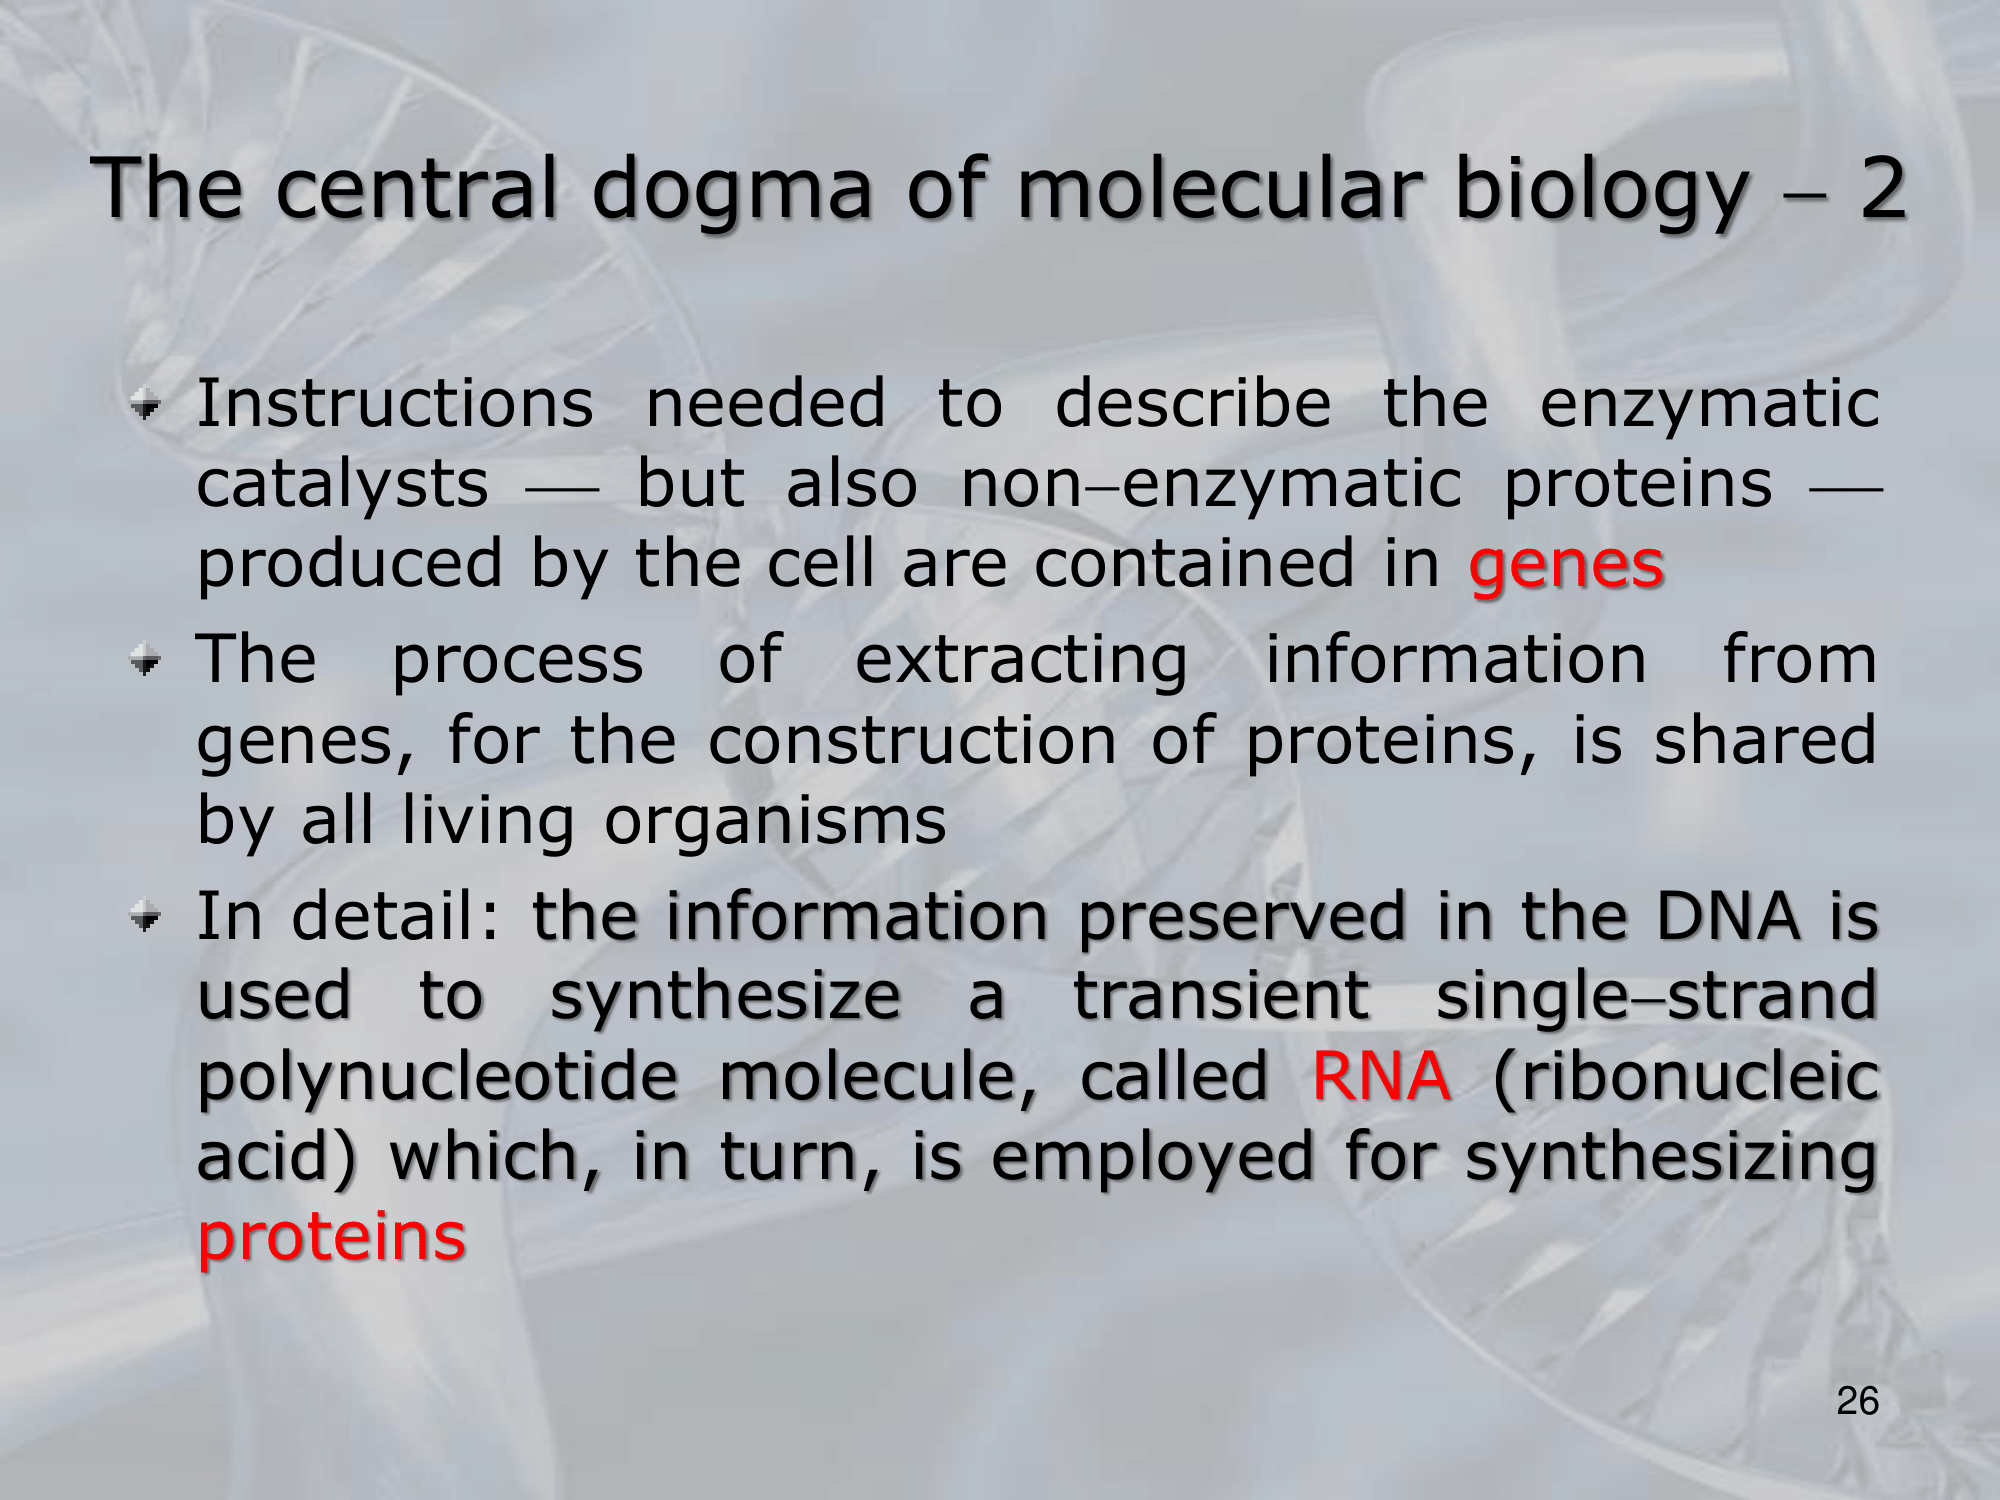 The central dogma of molecular biology – 2
Instructions needed to describe the enzymatic
catalysts — but also non–enzymatic proteins —
produced by the cell are contained in genes
The process of extracting information from
genes, for the construction of proteins, is shared
by all living organisms
In detail: the information preserved in the DNA is
used to synthesize a transient single–strand
polynucleotide molecule, called RNA (ribonucleic
acid) which, in turn, is employed for synthesizing
proteins
26